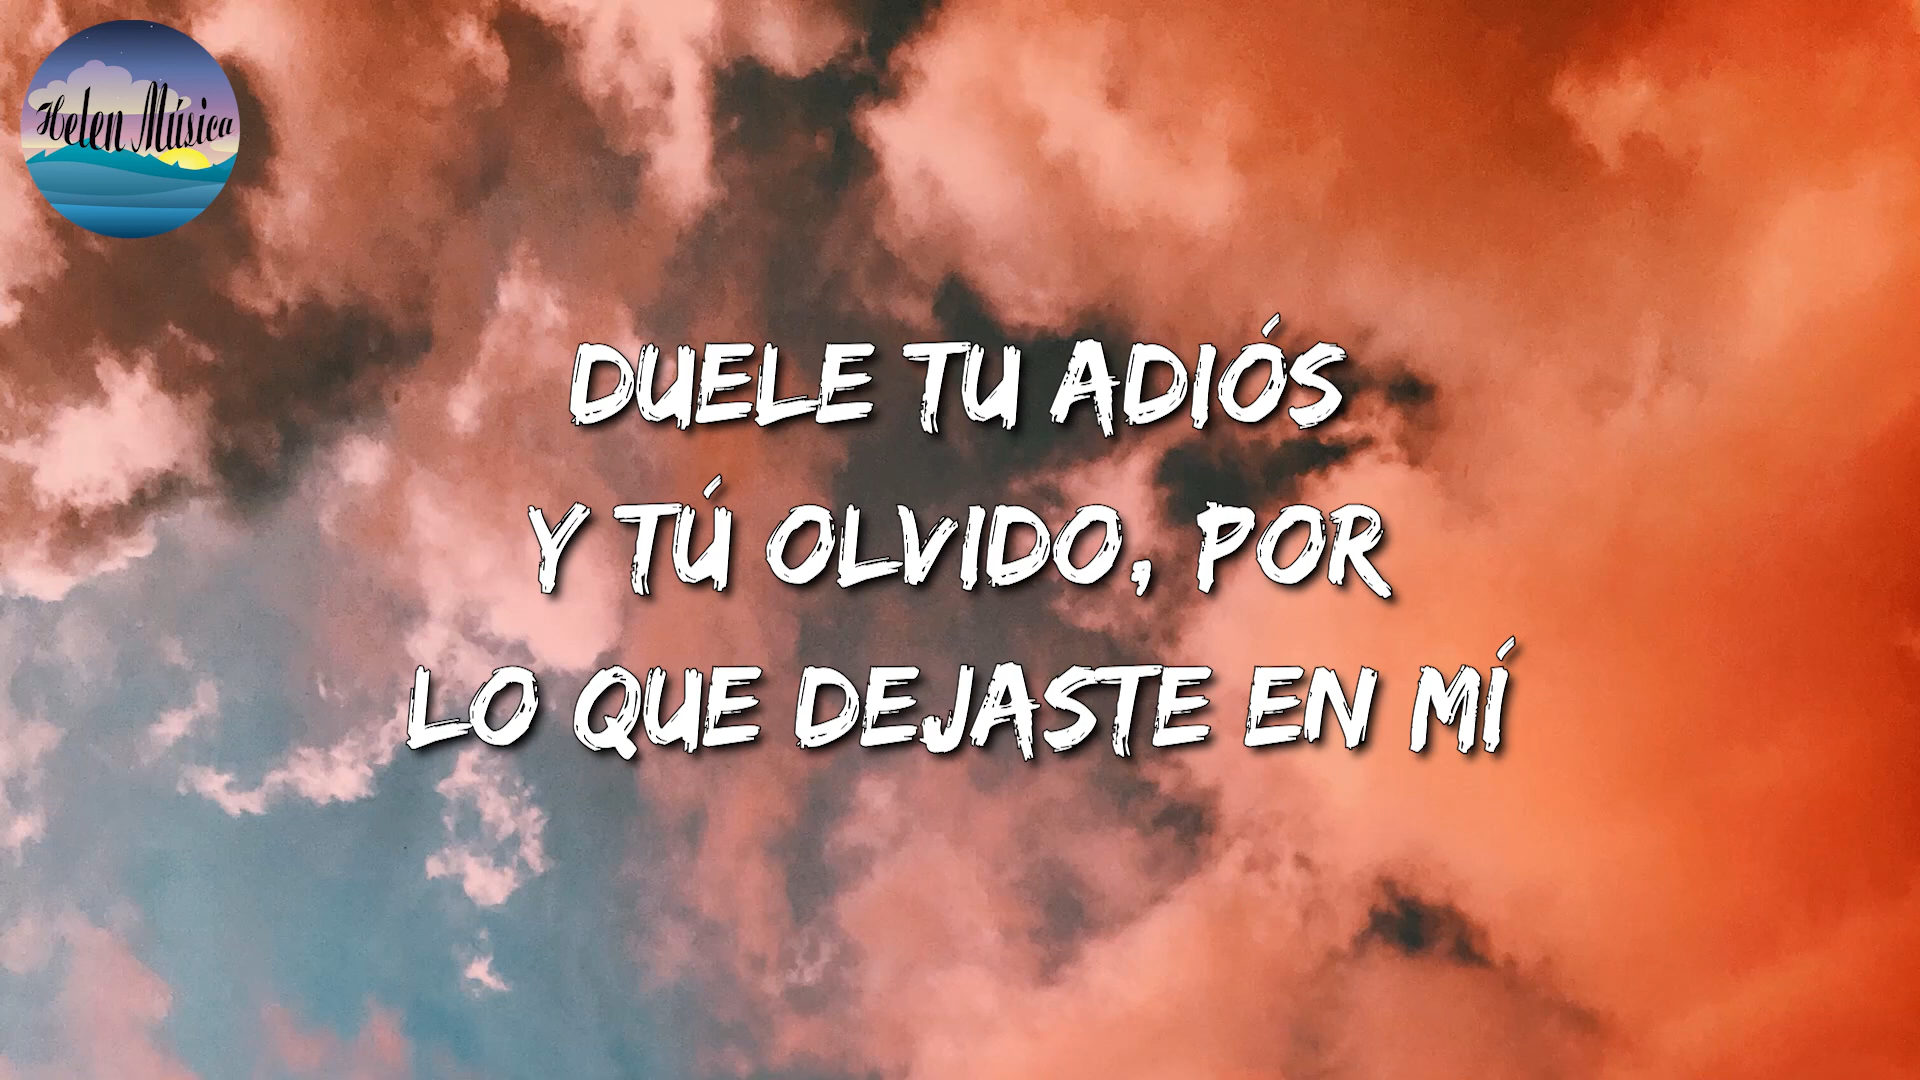 Helen Música
DUELE TU ADIÓS
Y TÚ OLVIDO, POR
LO QUE DEJASTE EN MÍ